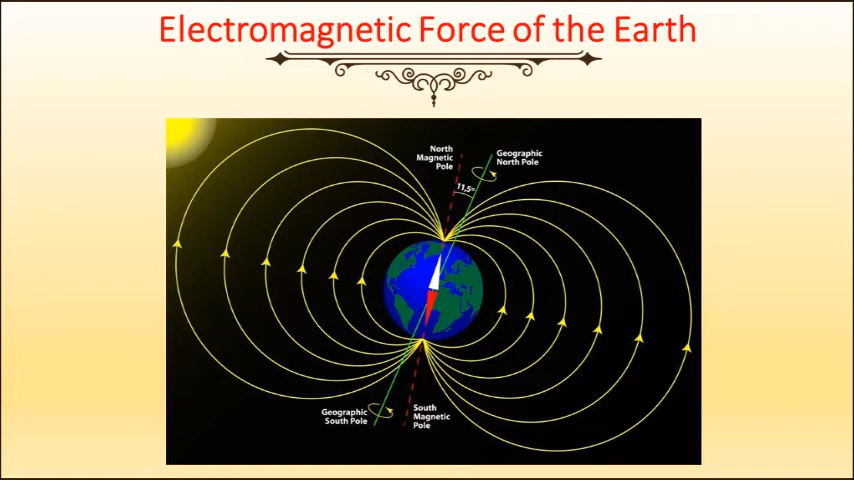 Electromagnetic Force of the Earth
North
Magnetic
Pole
Geographic
North Pole
11,5°
Geographic
South Pole
South
Magnetic
Pole